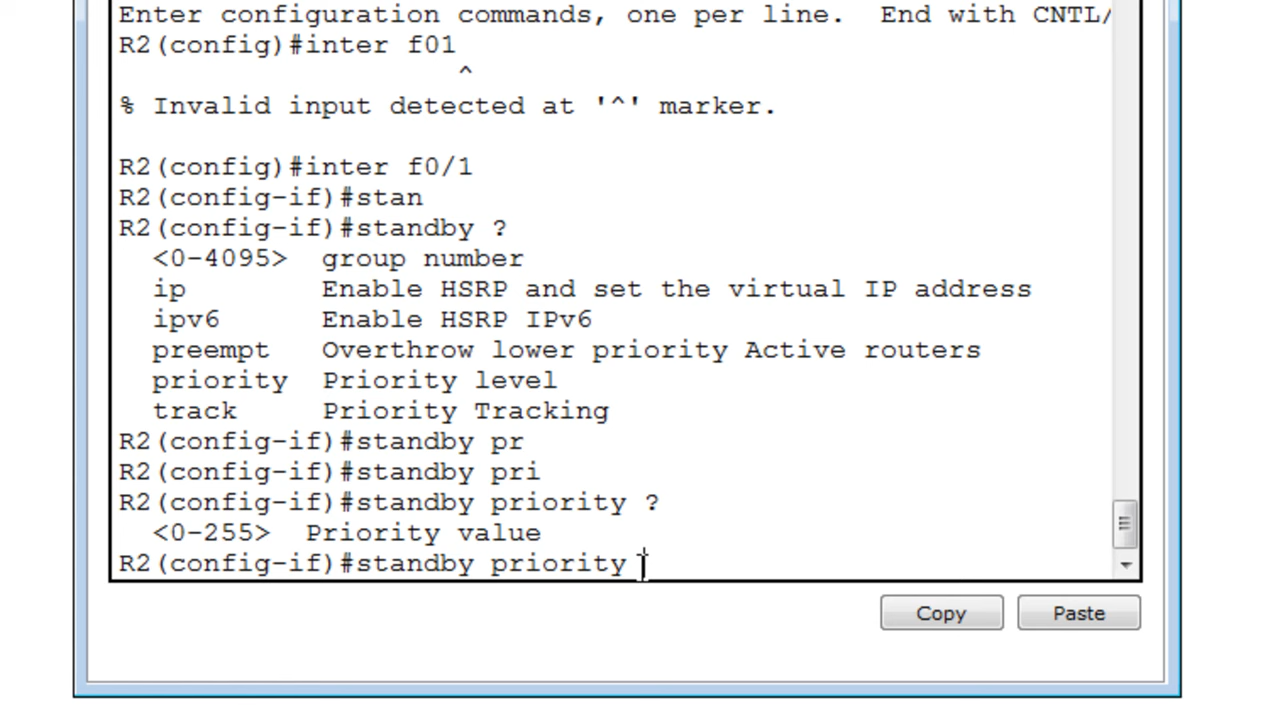 Enter configuration commands, one per line.  End with CNTL/
R2(config)#inter f01
^
% Invalid input detected at '^' marker.
R2(config)#inter f0/1
R2(config-if)#stan
R2(config-if)#standby ?
<0-4095>  group number
ip        Enable HSRP and set the virtual IP address
ipv6      Enable HSRP IPv6
preempt   Overthrow lower priority Active routers
priority  Priority level
track     Priority Tracking
R2(config-if)#standby pr
R2(config-if)#standby pri
R2(config-if)#standby priority ?
<0-255>  Priority value
R2(config-if)#standby priority
Copy Paste